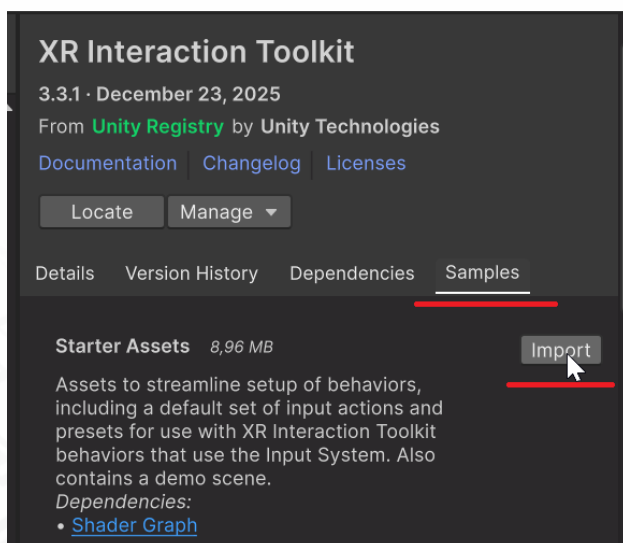 XR Interaction Toolkit
3.3.1 · December 23, 2025
From Unity Registry by Unity Technologies
Documentation Changelog Licenses
Locate Manage
Details Version History Dependencies Samples
Starter Assets 8,96 MB Import
Assets to streamline setup of behaviors,
including a default set of input actions and
presets for use with XR Interaction Toolkit
behaviors that use the Input System. Also
contains a demo scene.
Dependencies:
• Shader Graph